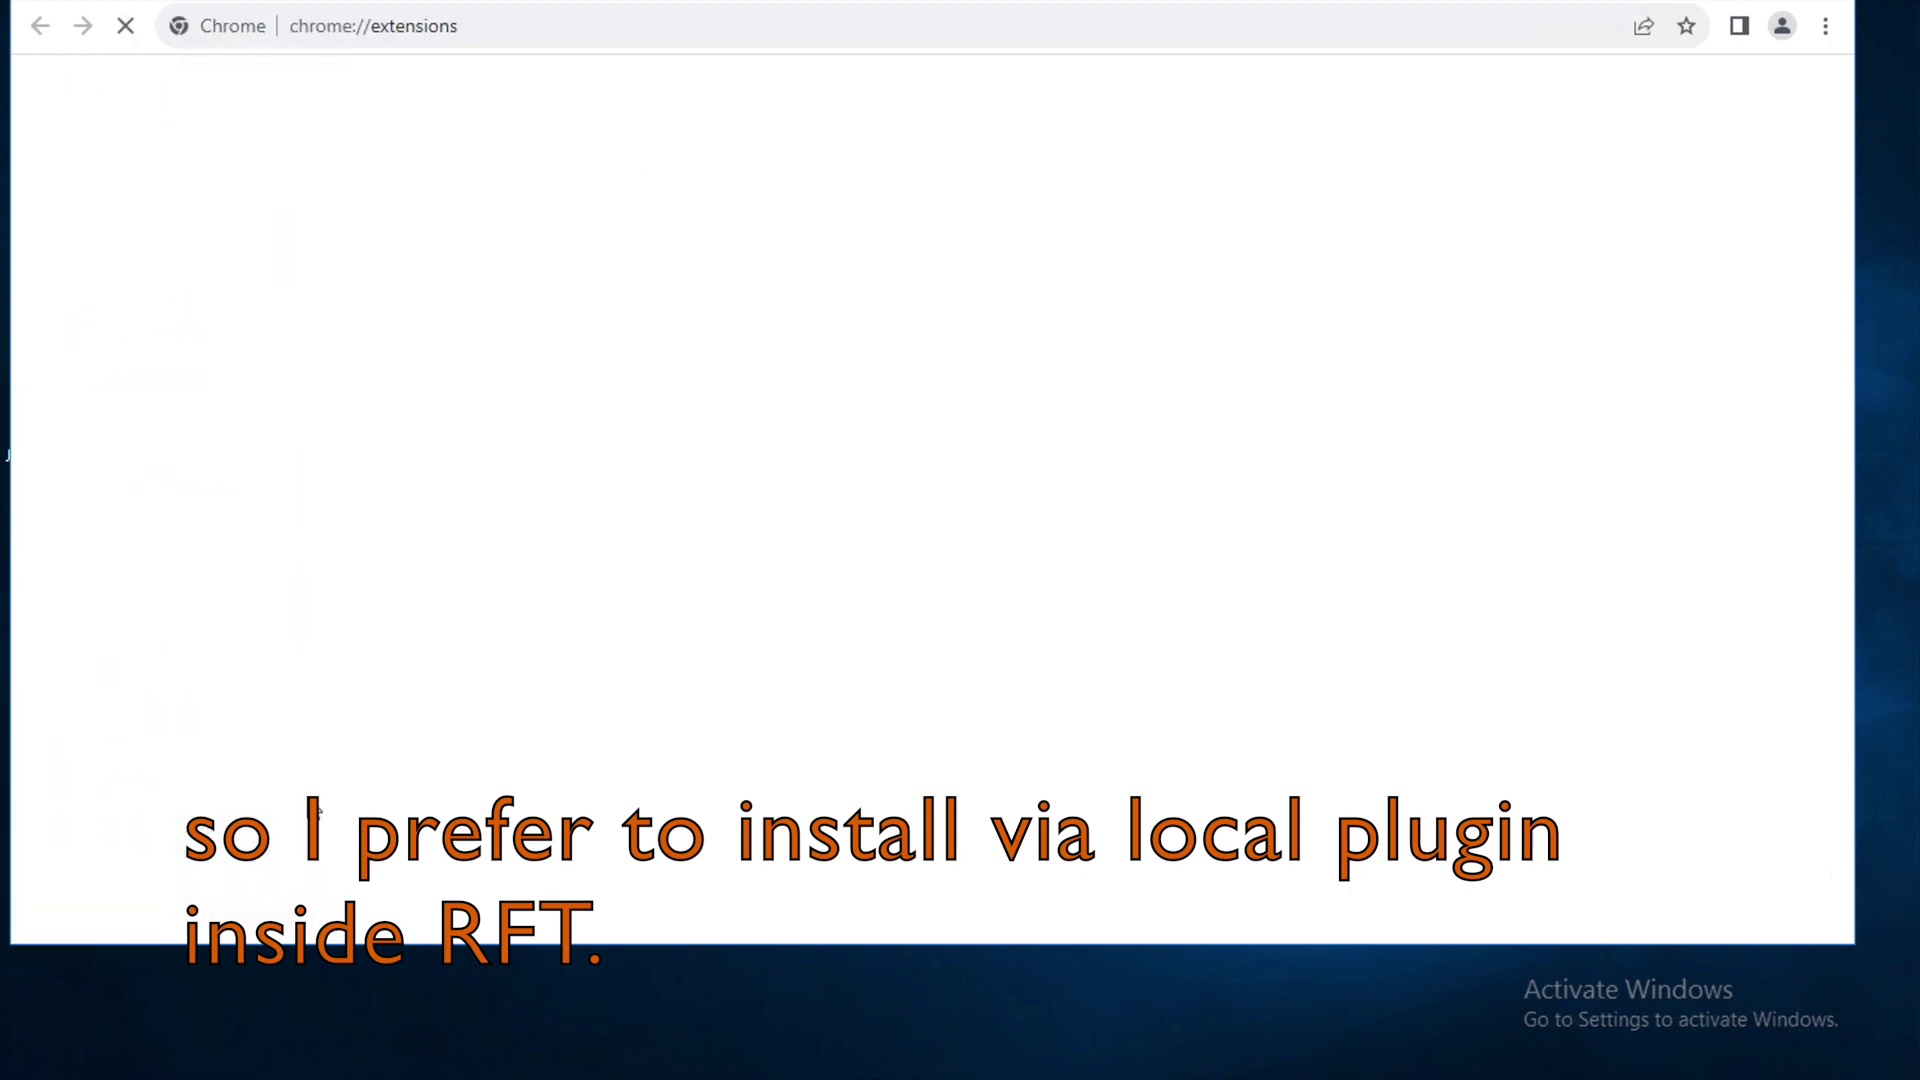 Chrome | chrome://extensions
so I prefer to install via local plugin
inside RFT.
Activate Windows
Go to Settings to activate Windows.